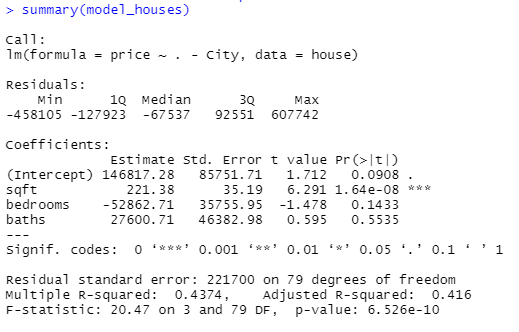 > summary(model_houses)
Call:
lm(formula = price ~ . - City, data = house)
Residuals:
    Min      1Q  Median      3Q     Max
-458105 -127923  -67537   92551  607742
Coefficients:
             Estimate Std. Error t value Pr(>|t|)
(Intercept) 146817.28   85751.71   1.712   0.0908 .
sqft           221.38      35.19   6.291 1.64e-08 ***
bedrooms    -52862.71   35755.95  -1.478   0.1433
baths        27600.71   46382.98   0.595   0.5535
---
Signif. codes:  0 ‘***’ 0.001 ‘**’ 0.01 ‘*’ 0.05 ‘.’ 0.1 ‘ ’ 1
Residual standard error: 221700 on 79 degrees of freedom
Multiple R-squared:  0.4374,    Adjusted R-squared:  0.416
F-statistic: 20.47 on 3 and 79 DF,  p-value: 6.526e-10